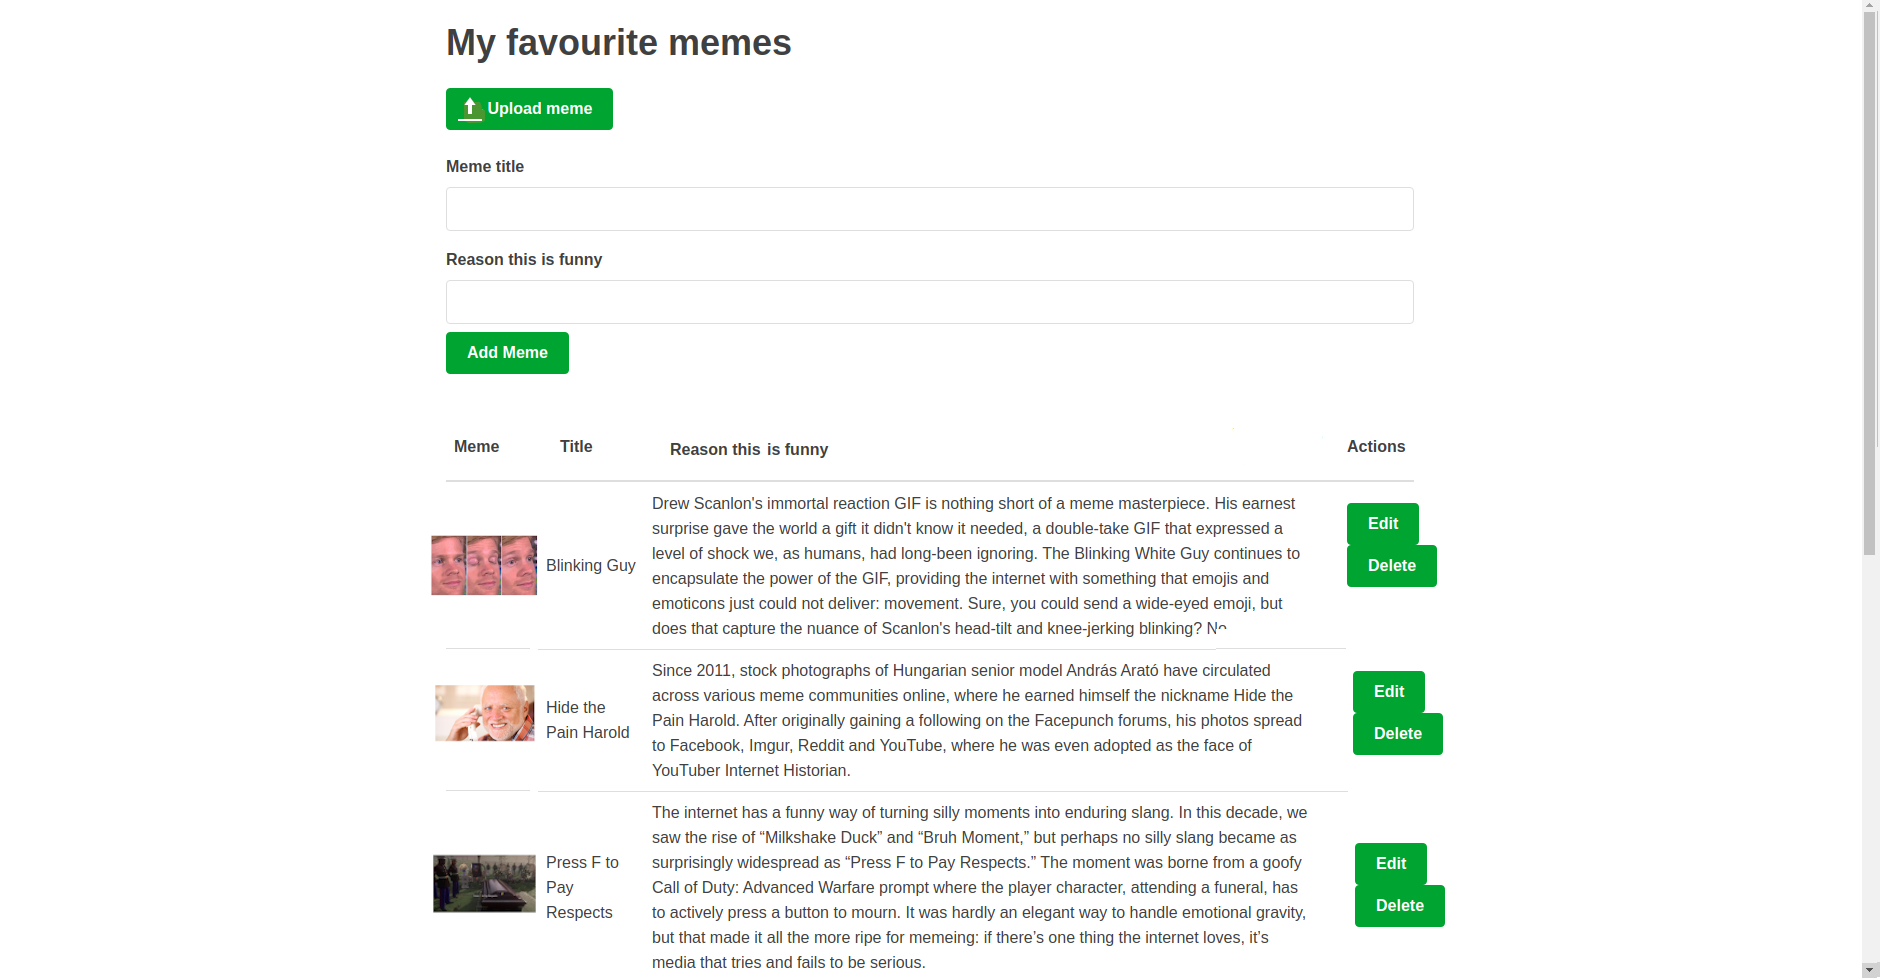 My favourite memes
Upload meme
Meme title
Reason this is funny
Add Meme
Meme Title Reason this is funny Actions
Drew Scanlon's immortal reaction GIF is nothing short of a meme masterpiece. His earnest
surprise gave the world a gift it didn't know it needed, a double-take GIF that expressed a
level of shock we, as humans, had long-been ignoring. The Blinking White Guy continues to
encapsulate the power of the GIF, providing the internet with something that emojis and
emoticons just could not deliver: movement. Sure, you could send a wide-eyed emoji, but
does that capture the nuance of Scanlon's head-tilt and knee-jerking blinking? No
Blinking Guy
Edit
Delete
Since 2011, stock photographs of Hungarian senior model András Arató have circulated
across various meme communities online, where he earned himself the nickname Hide the
Pain Harold. After originally gaining a following on the Facepunch forums, his photos spread
to Facebook, Imgur, Reddit and YouTube, where he was even adopted as the face of
YouTuber Internet Historian.
Hide the
Pain Harold
Edit
Delete
The internet has a funny way of turning silly moments into enduring slang. In this decade, we
saw the rise of “Milkshake Duck” and “Bruh Moment,” but perhaps no silly slang became as
surprisingly widespread as “Press F to Pay Respects.” The moment was borne from a goofy
Call of Duty: Advanced Warfare prompt where the player character, attending a funeral, has
to actively press a button to mourn. It was hardly an elegant way to handle emotional gravity,
but that made it all the more ripe for memeing: if there’s one thing the internet loves, it’s
media that tries and fails to be serious.
Press F to
Pay
Respects
Edit
Delete